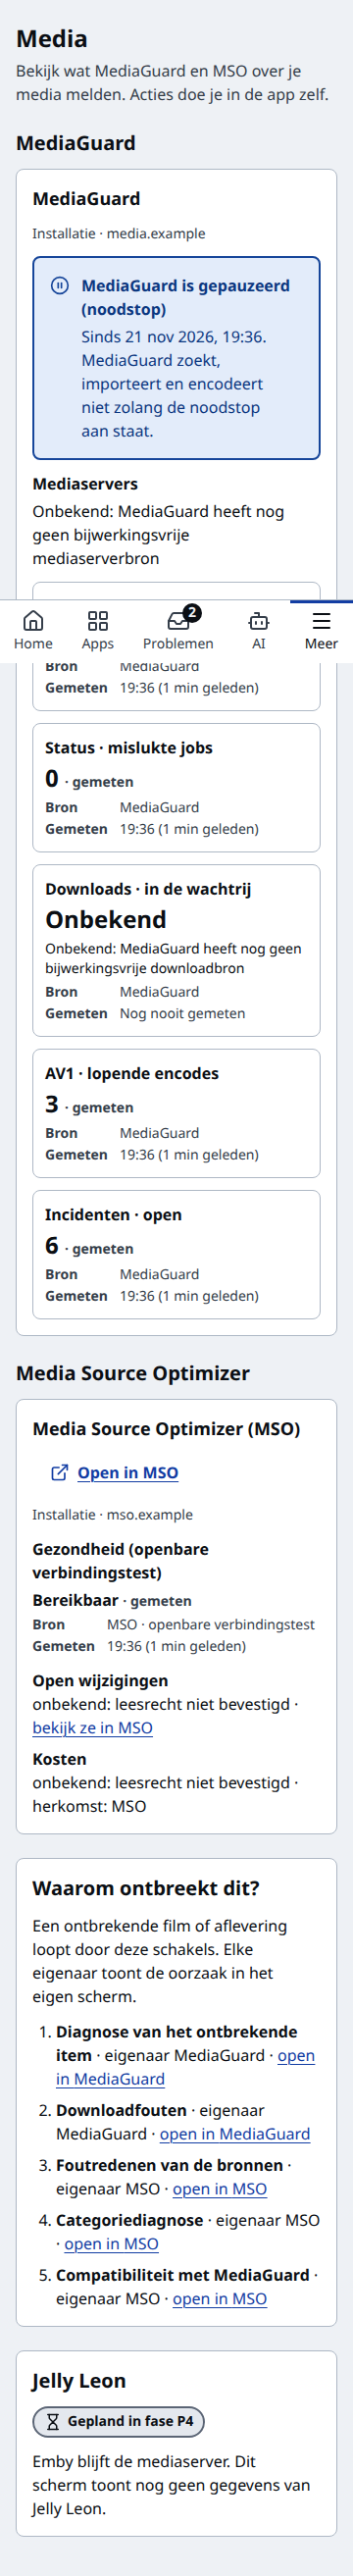 Media
Bekijk wat MediaGuard en MSO over je
media melden. Acties doe je in de app zelf.
MediaGuard
MediaGuard
Installatie · media.example
MediaGuard is gepauzeerd
(noodstop)
Sinds 21 nov 2026, 19:36.
MediaGuard zoekt,
importeert en encodeert
niet zolang de noodstop
aan staat.
Mediaservers
Onbekend: MediaGuard heeft nog
geen bijwerkingsvrije
mediaserverbron
2
Home Apps Problemen AI Meer
Bron MediaGuard
Gemeten 19:36 (1 min geleden)
Status · mislukte jobs
0 · gemeten
Bron MediaGuard
Gemeten 19:36 (1 min geleden)
Downloads · in de wachtrij
Onbekend
Onbekend: MediaGuard heeft nog geen
bijwerkingsvrije downloadbron
Bron MediaGuard
Gemeten Nog nooit gemeten
AV1 · lopende encodes
3 · gemeten
Bron MediaGuard
Gemeten 19:36 (1 min geleden)
Incidenten · open
6 · gemeten
Bron MediaGuard
Gemeten 19:36 (1 min geleden)
Media Source Optimizer
Media Source Optimizer (MSO)
Open in MSO
Installatie · mso.example
Gezondheid (openbare
verbindingstest)
Bereikbaar · gemeten
Bron MSO · openbare verbindingstest
Gemeten 19:36 (1 min geleden)
Open wijzigingen
onbekend: leesrecht niet bevestigd ·
bekijk ze in MSO
Kosten
onbekend: leesrecht niet bevestigd ·
herkomst: MSO
Waarom ontbreekt dit?
Een ontbrekende film of aflevering
loopt door deze schakels. Elke
eigenaar toont de oorzaak in het
eigen scherm.
1. Diagnose van het ontbrekende
item · eigenaar MediaGuard · open
in MediaGuard
2. Downloadfouten · eigenaar
MediaGuard · open in MediaGuard
3. Foutredenen van de bronnen ·
eigenaar MSO · open in MSO
4. Categoriediagnose · eigenaar MSO
· open in MSO
5. Compatibiliteit met MediaGuard ·
eigenaar MSO · open in MSO
Jelly Leon
Gepland in fase P4
Emby blijft de mediaserver. Dit
scherm toont nog geen gegevens van
Jelly Leon.